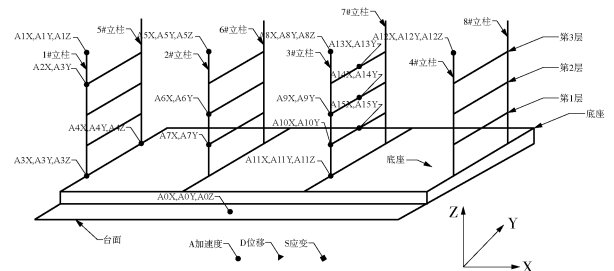 7#立柱
A1X,A1Y,A1Z
5#立柱
A5X,A5Y,A5Z
6#立柱
A8X,A8Y,A8Z
A12X,A12Y,A12Z
8#立柱
A13X,A13Y
第3层
1#立柱
2#立柱
3#立柱
A2X,A3Y
4#立柱
A14X,A14Y
第2层
A6X,A6Y
A9X,A9Y
A15X,A15Y
第1层
底座
A4X,A4Y,A4Z
A10X,A10Y
A7X,A7Y
A3X,A3Y,A3Z
A11X,A11Y,A11Z
底座
A0X,A0Y,A0Z
Z
Y
台面
A加速度
D位移
S应变
X